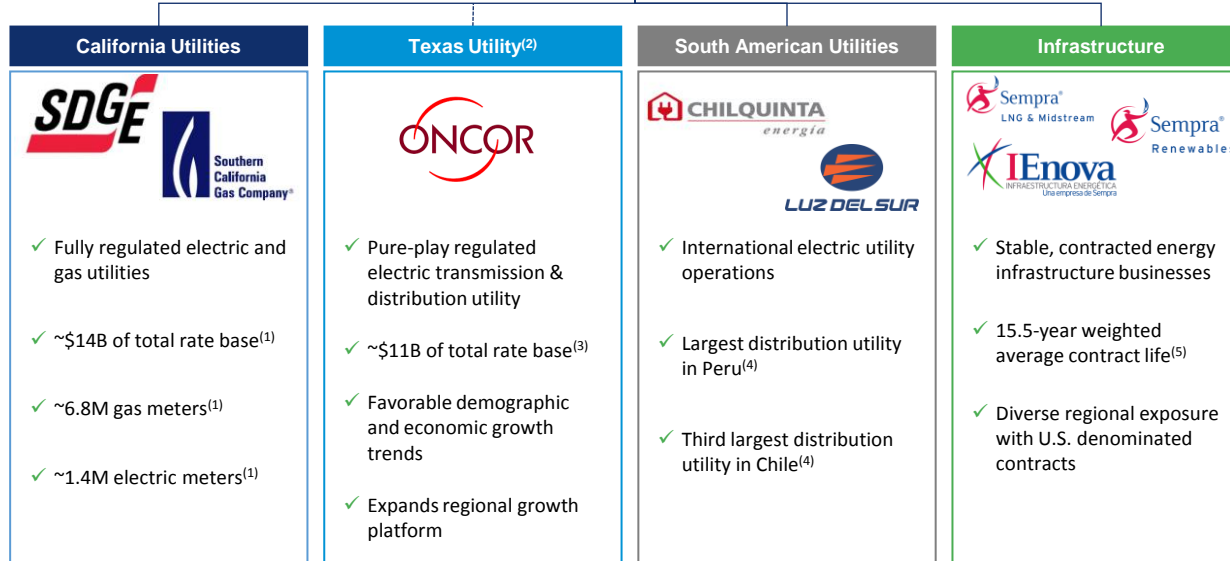 California Utilities
SDGE
Southern
California
Gas Company®
✓ Fully regulated electric and
gas utilities
✓ ~$14B of total rate base(1)
✓ ~6.8M gas meters(1)
✓ ~1.4M electric meters(1)
Texas Utility(2)
ONCOR
✓ Pure-play regulated
electric transmission &
distribution utility
✓ ~$11B of total rate base(3)
✓ Favorable demographic
and economic growth
trends
✓ Expands regional growth
platform
South American Utilities
CHILQUINTA
energía
LUZ DEL SUR
✓ International electric utility
operations
✓ Largest distribution utility
in Peru(4)
✓ Third largest distribution
utility in Chile(4)
Infrastructure
Sempra®
LNG & Midstream
Sempra®
Renewables
IEnova
INFRAESTRUCTURA ENERGÉTICA
Una empresa de Sempra
✓ Stable, contracted energy
infrastructure businesses
✓ 15.5-year weighted
average contract life(5)
✓ Diverse regional exposure
with U.S. denominated
contracts